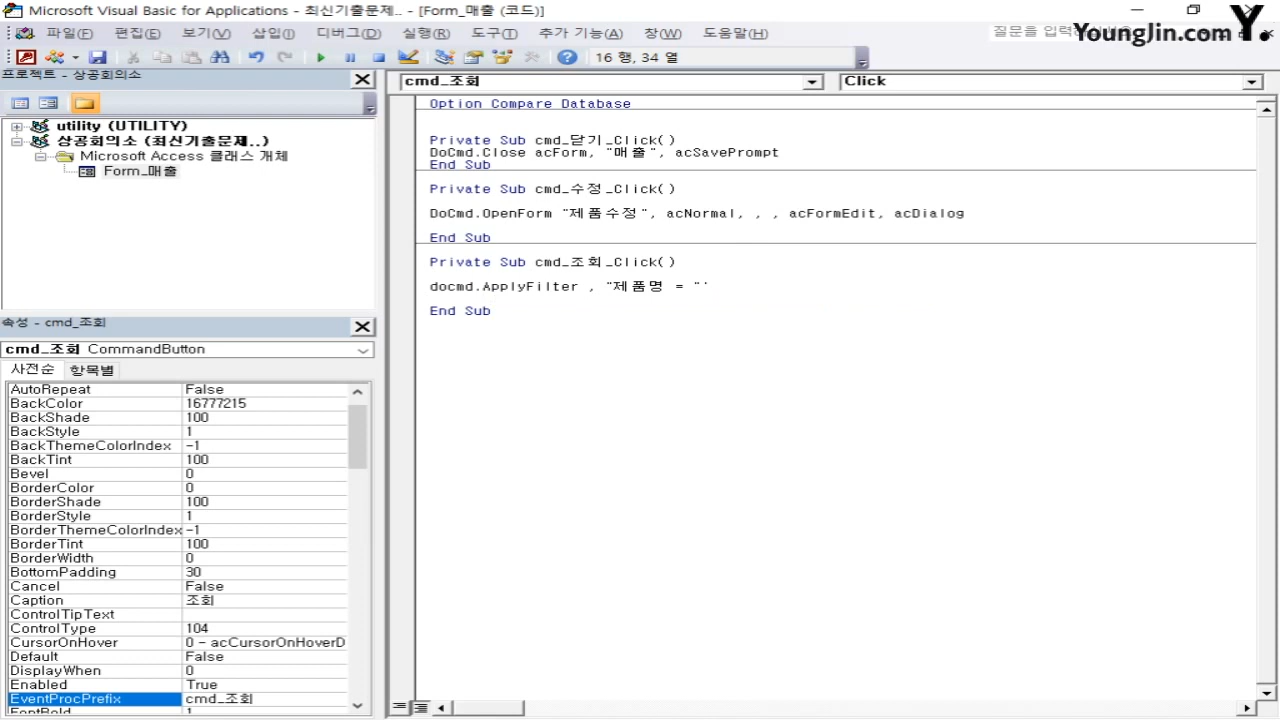 Microsoft Visual Basic for Applications - 최신기출문제.. - [Form_매출 (코드)]
파일(F) 편집(E) 보기(V) 삽입(I) 디버그(D) 실행(R) 도구(T) 추가 기능(A) 창(W) 도움말(H)
질문을 입력하
YoungJin.com Y.
16 행, 34 열
프로젝트 - 상공회의소
utility (UTILITY)
상공회의소 (최신기출문제..)
Microsoft Access 클래스 개체
Form_매출
속성 - cmd_조회
cmd_조회 CommandButton
사전순 항목별
AutoRepeat False
BackColor 16777215
BackShade 100
BackStyle 1
BackThemeColorIndex -1
BackTint 100
Bevel 0
BorderColor 0
BorderShade 100
BorderStyle 1
BorderThemeColorIndex -1
BorderTint 100
BorderWidth 0
BottomPadding 30
Cancel False
Caption 조회
ControlTipText
ControlType 104
CursorOnHover 0 - acCursorOnHoverD
Default False
DisplayWhen 0
Enabled True
EventProcPrefix cmd_조회
FontBold 1
cmd_조회 Click
Option Compare Database
Private Sub cmd_닫기_Click()
DoCmd.Close acForm, "매출", acSavePrompt
End Sub
Private Sub cmd_수정_Click()
DoCmd.OpenForm "제품수정", acNormal, , , acFormEdit, acDialog
End Sub
Private Sub cmd_조회_Click()
docmd.ApplyFilter , "제품명 = "'
End Sub